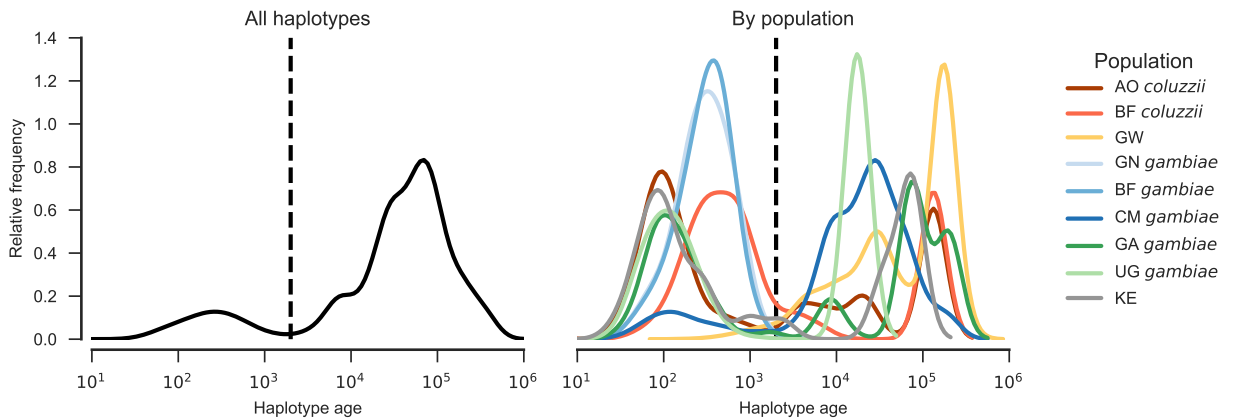 All haplotypes
By population
Relative frequency
1.4
1.2
1.0
0.8
0.6
0.4
0.2
0.0
10¹ 10² 10³ 10⁴ 10⁵ 10⁶
Haplotype age
10¹ 10² 10³ 10⁴ 10⁵ 10⁶
Haplotype age
Population
AO coluzzii
BF coluzzii
GW
GN gambiae
BF gambiae
CM gambiae
GA gambiae
UG gambiae
KE